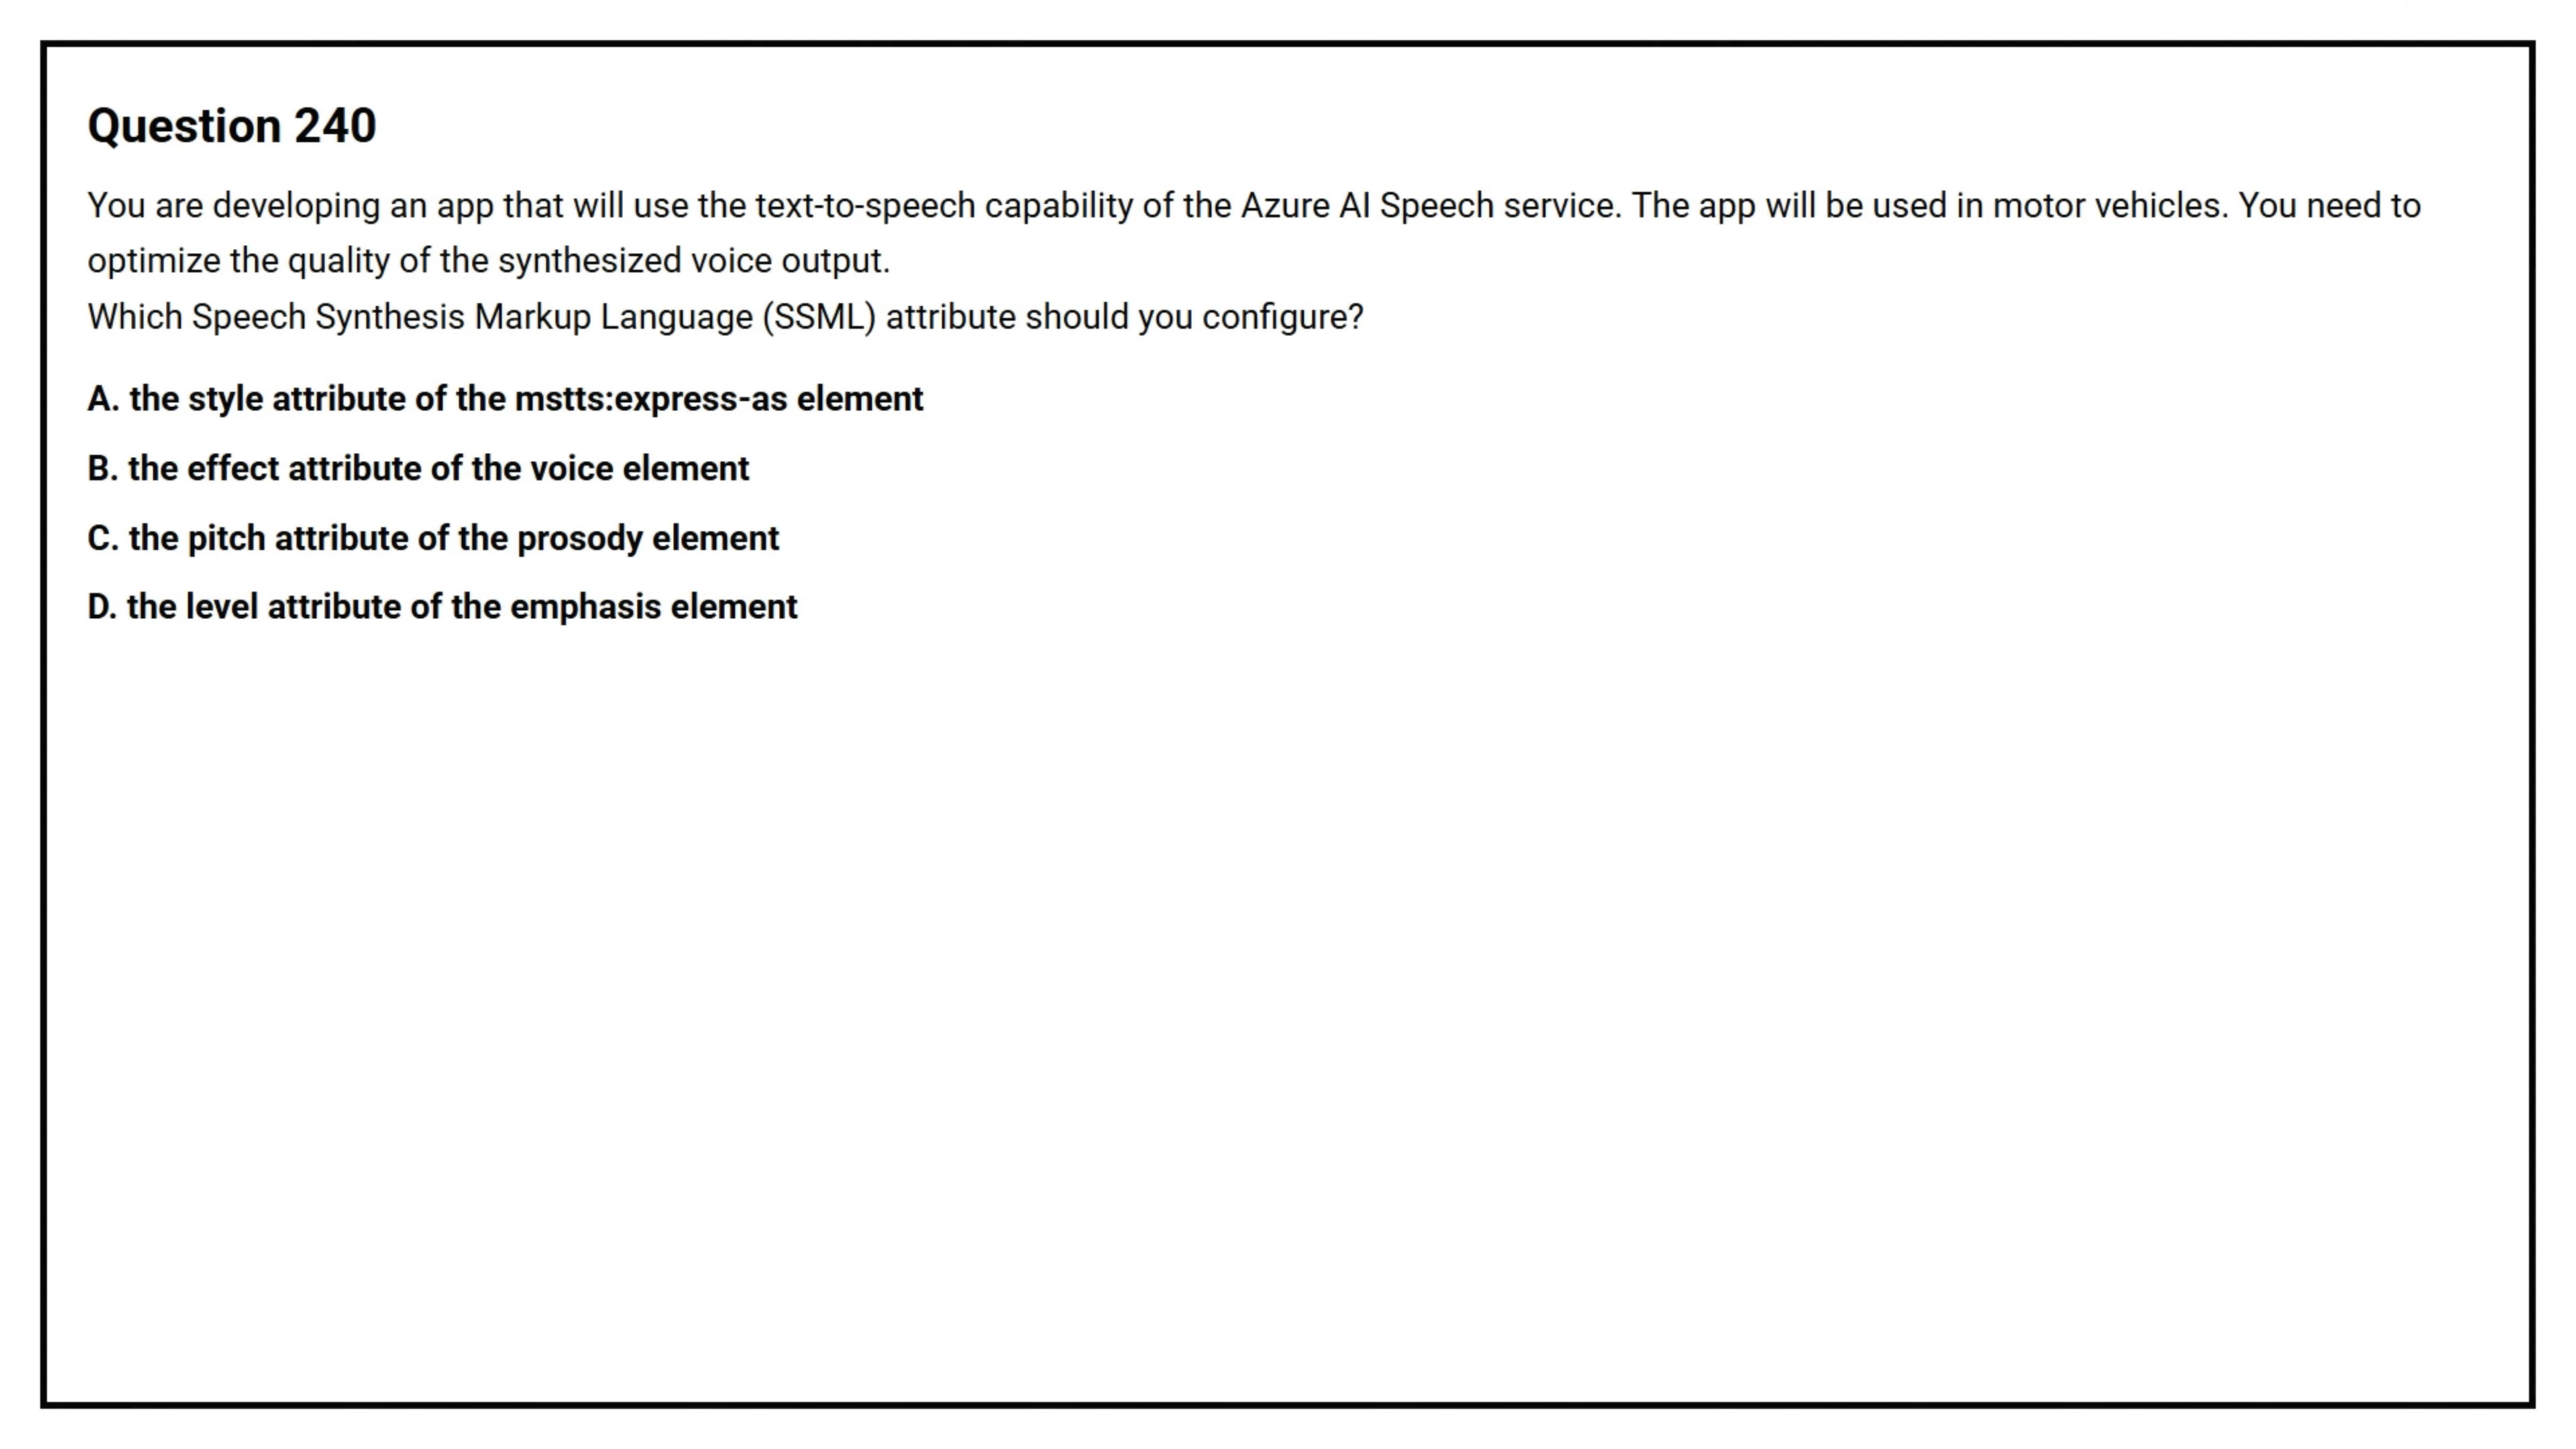 Question 240
You are developing an app that will use the text-to-speech capability of the Azure AI Speech service. The app will be used in motor vehicles. You need to
optimize the quality of the synthesized voice output.
Which Speech Synthesis Markup Language (SSML) attribute should you configure?
A. the style attribute of the mstts:express-as element
B. the effect attribute of the voice element
C. the pitch attribute of the prosody element
D. the level attribute of the emphasis element